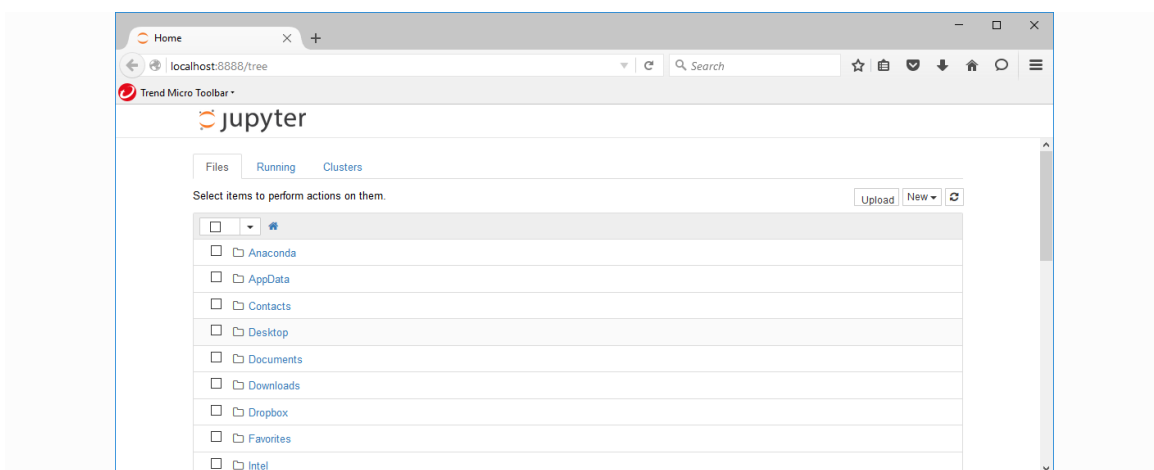 Home
localhost:8888/tree
Search
Trend Micro Toolbar
jupyter
Files Running Clusters
Select items to perform actions on them.
Upload New
Anaconda
AppData
Contacts
Desktop
Documents
Downloads
Dropbox
Favorites
Intel